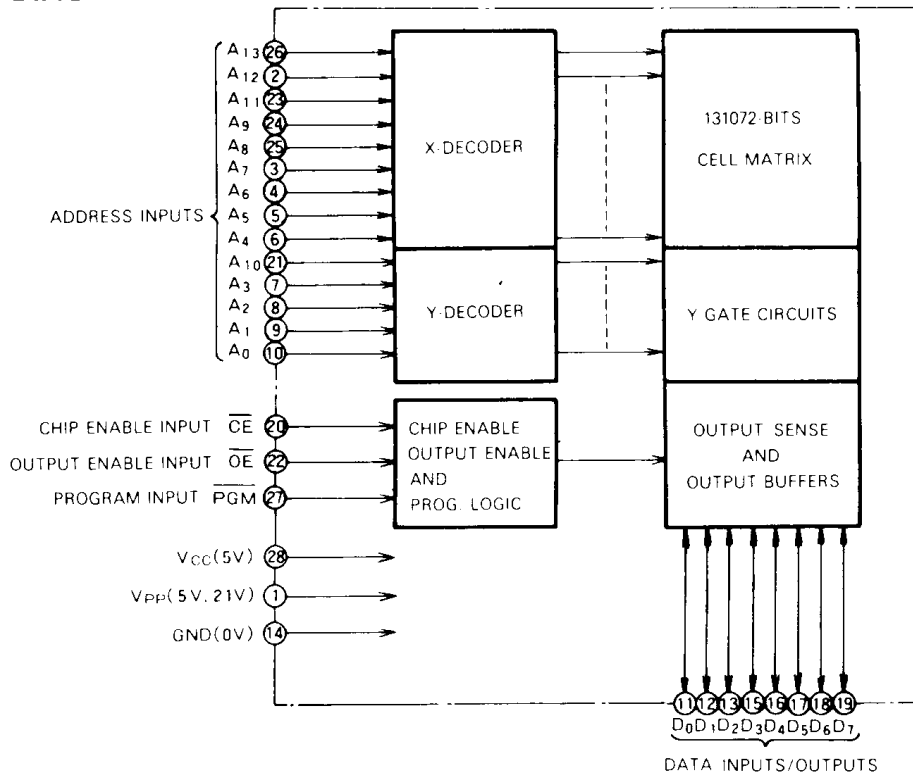 A13 26
A12 2
A11 23
A9 24
A8 25
A7 3
A6 4
A5 5
A4 6
A10 21
A3 7
A2 8
A1 9
A0 10
ADDRESS INPUTS
X-DECODER
Y-DECODER
131072-BITS
CELL MATRIX
Y GATE CIRCUITS
CHIP ENABLE INPUT CE 20
OUTPUT ENABLE INPUT OE 22
PROGRAM INPUT PGM 27
CHIP ENABLE
OUTPUT ENABLE
AND
PROG. LOGIC
OUTPUT SENSE
AND
OUTPUT BUFFERS
VCC(5V) 28
VPP(5V.21V) 1
GND(0V) 14
11 12 13 15 16 17 18 19
D0 D1 D2 D3 D4 D5 D6 D7
DATA INPUTS/OUTPUTS